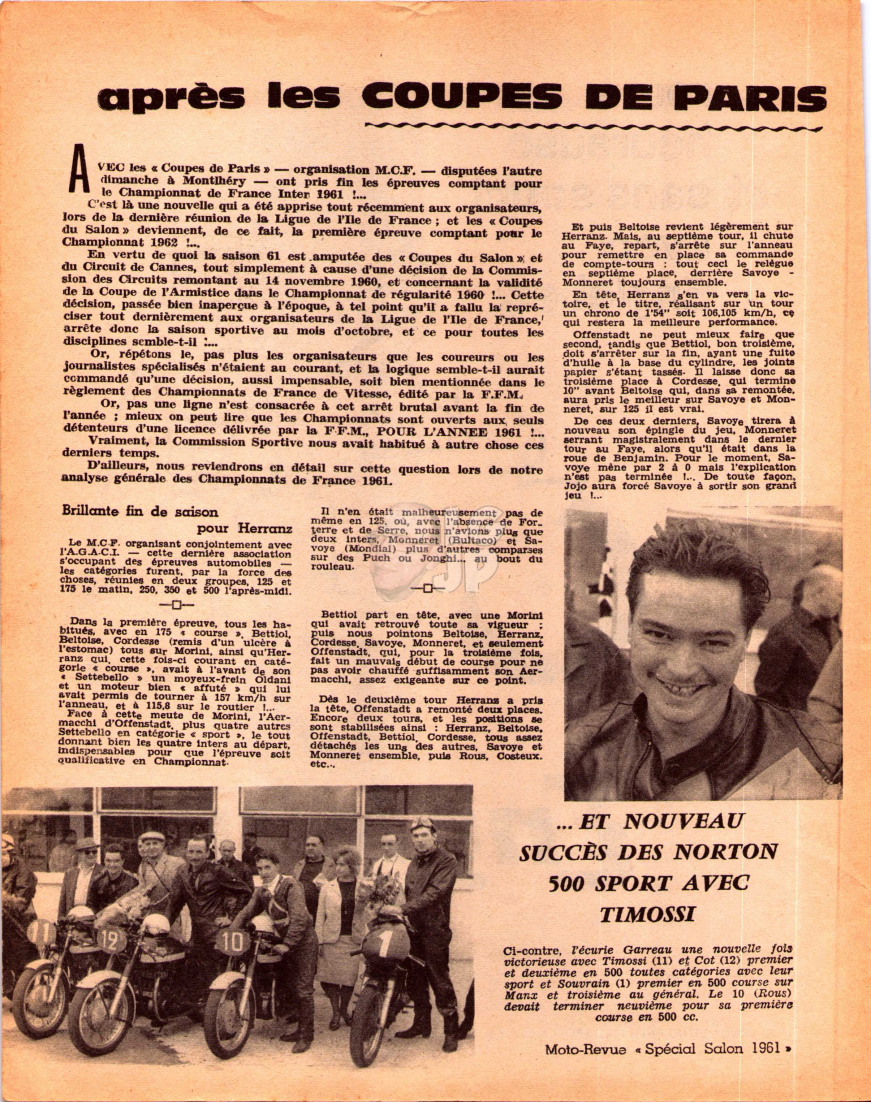 après les COUPES DE PARIS
AVEC les « Coupes de Paris » — organisation M.C.F. — disputées l'autre
dimanche à Montlhéry — ont pris fin les épreuves comptant pour
le Championnat de France Inter 1961 !...
C'est là une nouvelle qui a été apprise tout récemment aux organisateurs,
lors de la dernière réunion de la Ligue de l'Ile de France ; et les « Coupes
du Salon » deviennent, de ce fait, la première épreuve comptant pour le
Championnat 1962 !...
En vertu de quoi la saison 61 est amputée des « Coupes du Salon » et
du Circuit de Cannes, tout simplement à cause d'une décision de la Commis-
sion des Circuits remontant au 14 novembre 1960, et concernant la validité
de la Coupe de l'Armistice dans le Championnat de régularité 1960 !... Cette
décision, passée bien inaperçue à l'époque, à tel point qu'il a fallu la repré-
ciser tout dernièrement aux organisateurs de la Ligue de l'Ile de France,
arrête donc la saison sportive au mois d'octobre, et ce pour toutes les
disciplines semble-t-il !...
Or, répétons le, pas plus les organisateurs que les coureurs ou les
journalistes spécialisés n'étaient au courant, et la logique semble-t-il aurait
commandé qu'une décision, aussi impensable, soit bien mentionnée dans le
règlement des Championnats de France de Vitesse, édité par la F.F.M.
Or, pas une ligne n'est consacrée à cet arrêt brutal avant la fin de
l'année ; mieux on peut lire que les Championnats sont ouverts aux seuls
détenteurs d'une licence délivrée par la F F.M., POUR L'ANNEE 1961 !...
Vraiment, la Commission Sportive nous avait habitué à autre chose ces
derniers temps.
D'ailleurs, nous reviendrons en détail sur cette question lors de notre
analyse générale des Championnats de France 1961.
Brillante fin de saison
pour Herranz
Le M.C.F. organisant conjointement avec
l'A.G.A.C.I. — cette dernière association
s'occupant des épreuves automobiles —
les catégories furent, par la force des
choses, réunies en deux groupes, 125 et
175 le matin, 250, 350 et 500 l'après-midi.
Dans la première épreuve, tous les ha-
bitués, avec en 175 « course », Bettiol,
Beltoise, Cordesse (remis d'un ulcère à
l'estomac) tous sur Morini, ainsi qu'Her-
ranz qui, cette fois-ci courant en caté-
gorie « course », avait à l'avant de son
« Settebello » un moyeux-frein Oldani
et un moteur bien « affuté » qui lui
avait permis de tourner à 157 km/h sur
l'anneau, et à 115,8 sur le routier !...
Face à cette meute de Morini, l'Aer-
macchi d'Offenstadt, plus quatre autres
Settebello en catégorie « sport », le tout
donnant bien les quatre inters au départ,
indispensables pour que l'épreuve soit
qualificative en Championnat.
Il n'en était malheureusement pas de
même en 125, où, avec l'absence de For-
terre et de Serre, nous n'avions plus que
deux inters, Monneret (Bultaco) et Sa-
voye (Mondial) plus d'autres comparses
sur des Puch ou Jonghi... au bout du
rouleau.
JP
Bettiol part en tête, avec une Morini
qui avait retrouvé toute sa vigueur :
puis nous pointons Beltoise, Herranz,
Cordesse, Savoye, Monneret, et seulement
Offenstadt, qui, pour la troisième fois,
fait un mauvais début de course pour ne
pas avoir chauffé suffisamment son Aer-
macchi, assez exigeante sur ce point.
Dès le deuxième tour Herranz a pris
la tête, Offenstadt a remonté deux places.
Encore deux tours, et les positions se
sont stabilisées ainsi : Herranz, Beltoise,
Offenstadt, Bettiol, Cordesse, tous assez
détachés les uns des autres, Savoye et
Monneret ensemble, puis Rous, Costeux.
etc...
Et puis Beltoise revient légèrement sur
Herranz. Mais, au septième tour, il chute
au Faye, repart, s'arrête sur l'anneau
pour remettre en place sa commande
de compte-tours : tout ceci le relègue
en septième place, derrière Savoye -
Monneret toujours ensemble.
En tête, Herranz s'en va vers la vic-
toire, et le titre, réalisant sur un tour
un chrono de 1'54" soit 106,105 km/h, ce
qui restera la meilleure performance.
Offenstadt ne peut mieux faire que
second, tandis que Bettiol, bon troisième,
doit s'arrêter sur la fin, ayant une fuite
d'huile à la base du cylindre, les joints
papier s'étant tassés. Il laisse donc sa
troisième place à Cordesse, qui termine
10" avant Beltoise qui, dans sa remontée,
aura pris le meilleur sur Savoye et Mon-
neret, sur 125 il est vrai.
De ces deux derniers, Savoye tirera à
nouveau son épingle du jeu, Monneret
serrant magistralement dans le dernier
tour au Faye, alors qu'il était dans la
roue de Benjamin. Pour le moment, Sa-
voye mène par 2 à 0 mais l'explication
n'est pas terminée !... De toute façon,
Jojo aura forcé Savoye à sortir son grand
jeu !...
11
12
10
1
... ET NOUVEAU
SUCCÈS DES NORTON
500 SPORT AVEC
TIMOSSI
Ci-contre, l'écurie Garreau une nouvelle fois
victorieuse avec Timossi (11) et Cot (12) premier
et deuxième en 500 toutes catégories avec leur
sport et Souvrain (1) premier en 500 course sur
Manx et troisième au général. Le 10 (Rous)
devait terminer neuvième pour sa première
course en 500 cc.
Moto-Revue « Spécial Salon 1961 »